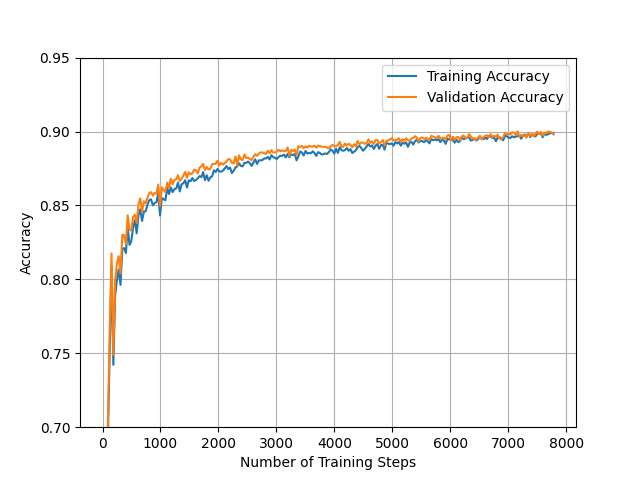 0.95
0.90
0.85
0.80
0.75
0.70
Accuracy
Training Accuracy
Validation Accuracy
0 1000 2000 3000 4000 5000 6000 7000 8000
Number of Training Steps